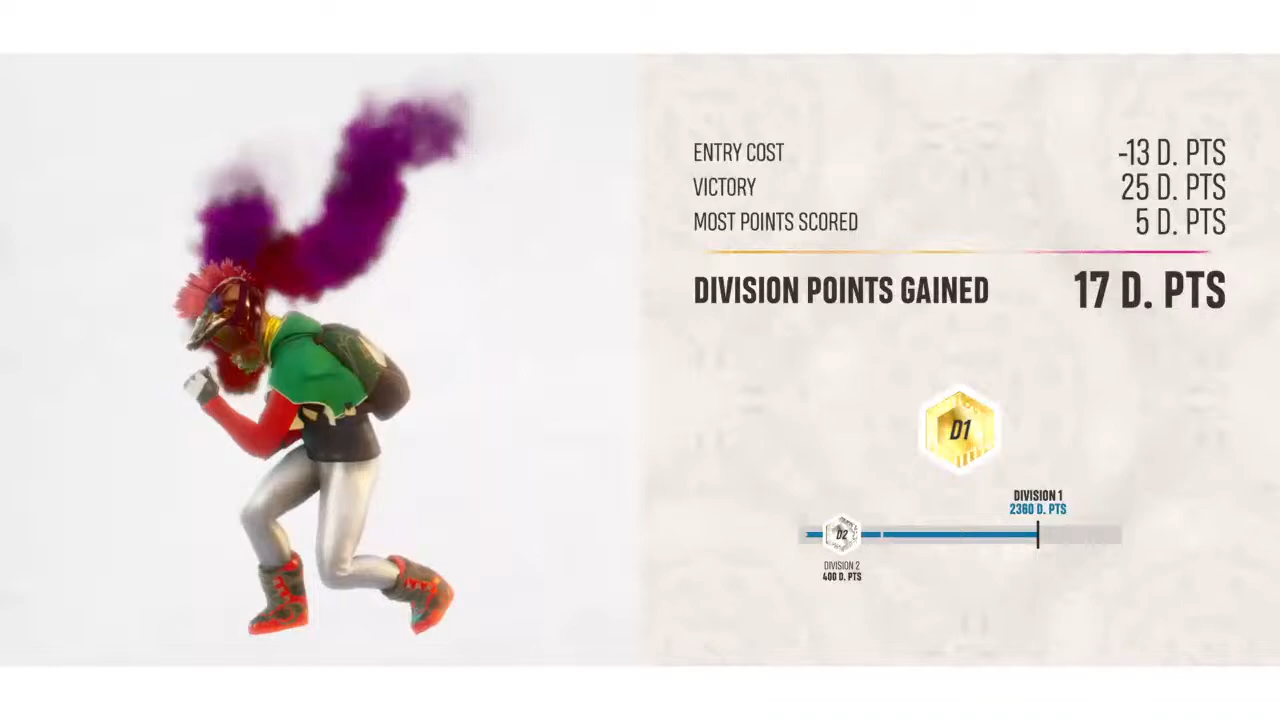 ENTRY COST -13 D. PTS
VICTORY 25 D. PTS
MOST POINTS SCORED 5 D. PTS
DIVISION POINTS GAINED 17 D. PTS
D1
DIVISION 1
2360 D. PTS
D2
DIVISION 2
400 D. PTS